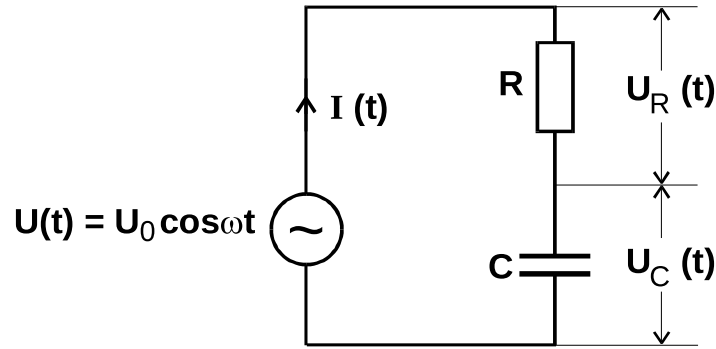 R
U_R (t)
I (t)
U(t) = U_0 cosωt
~
C
U_C (t)